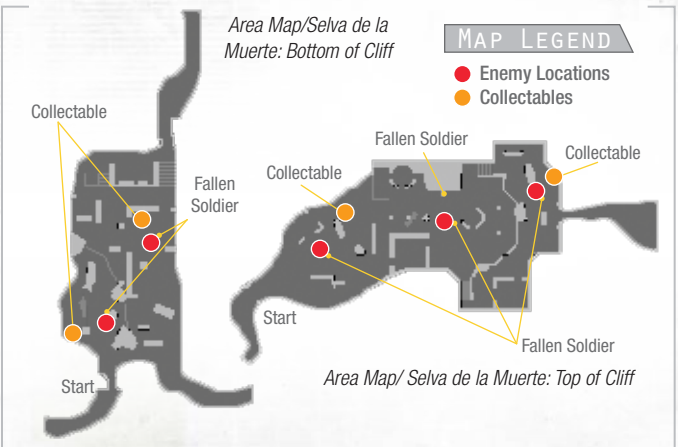 Area Map/Selva de la
Muerte: Bottom of Cliff
MAP LEGEND
Enemy Locations
Collectables
Collectable
Fallen
Soldier
Start
Fallen Soldier
Collectable
Collectable
Start
Fallen Soldier
Area Map/ Selva de la Muerte: Top of Cliff